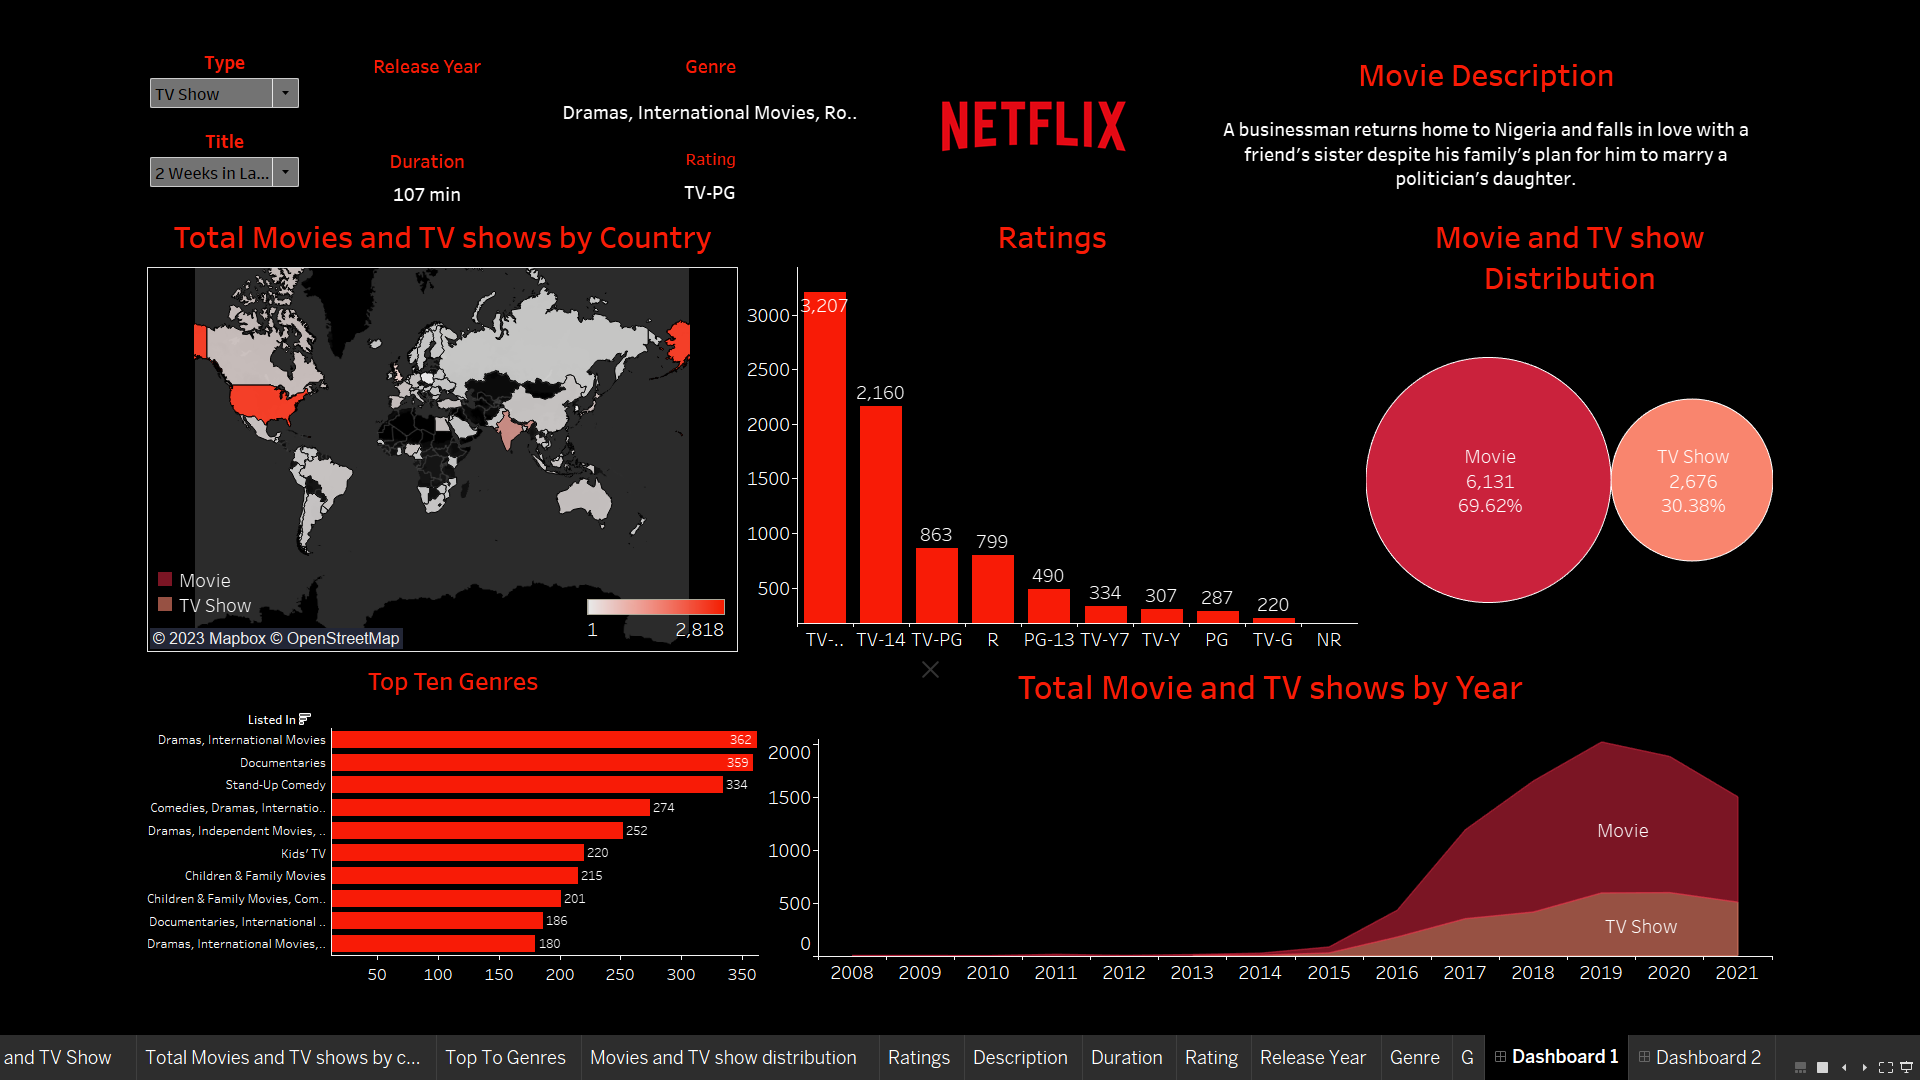 Type
TV Show
Title
2 Weeks in La...
Release Year
Genre
Dramas, International Movies, Ro..
Duration
107 min
Rating
TV-PG
NETFLIX
Movie Description
A businessman returns home to Nigeria and falls in love with a
friend's sister despite his family's plan for him to marry a
politician's daughter.
Total Movies and TV shows by Country
Movie
TV Show
© 2023 Mapbox © OpenStreetMap
1
2,818
Ratings
3000
2500
2000
1500
1000
500
3,207
2,160
863
799
490
334
307
287
220
TV-..
TV-14
TV-PG
R
PG-13
TV-Y7
TV-Y
PG
TV-G
NR
Movie and TV show
Distribution
Movie
6,131
69.62%
TV Show
2,676
30.38%
Top Ten Genres
Listed In
Dramas, International Movies
362
Documentaries
359
Stand-Up Comedy
334
Comedies, Dramas, Internatio..
274
Dramas, Independent Movies, ..
252
Kids' TV
220
Children & Family Movies
215
Children & Family Movies, Com..
201
Documentaries, International ..
186
Dramas, International Movies,..
180
50
100
150
200
250
300
350
Total Movie and TV shows by Year
2000
1500
1000
500
0
Movie
TV Show
2008
2009
2010
2011
2012
2013
2014
2015
2016
2017
2018
2019
2020
2021
and TV Show
Total Movies and TV shows by c...
Top To Genres
Movies and TV show distribution
Ratings
Description
Duration
Rating
Release Year
Genre
G
Dashboard 1
Dashboard 2